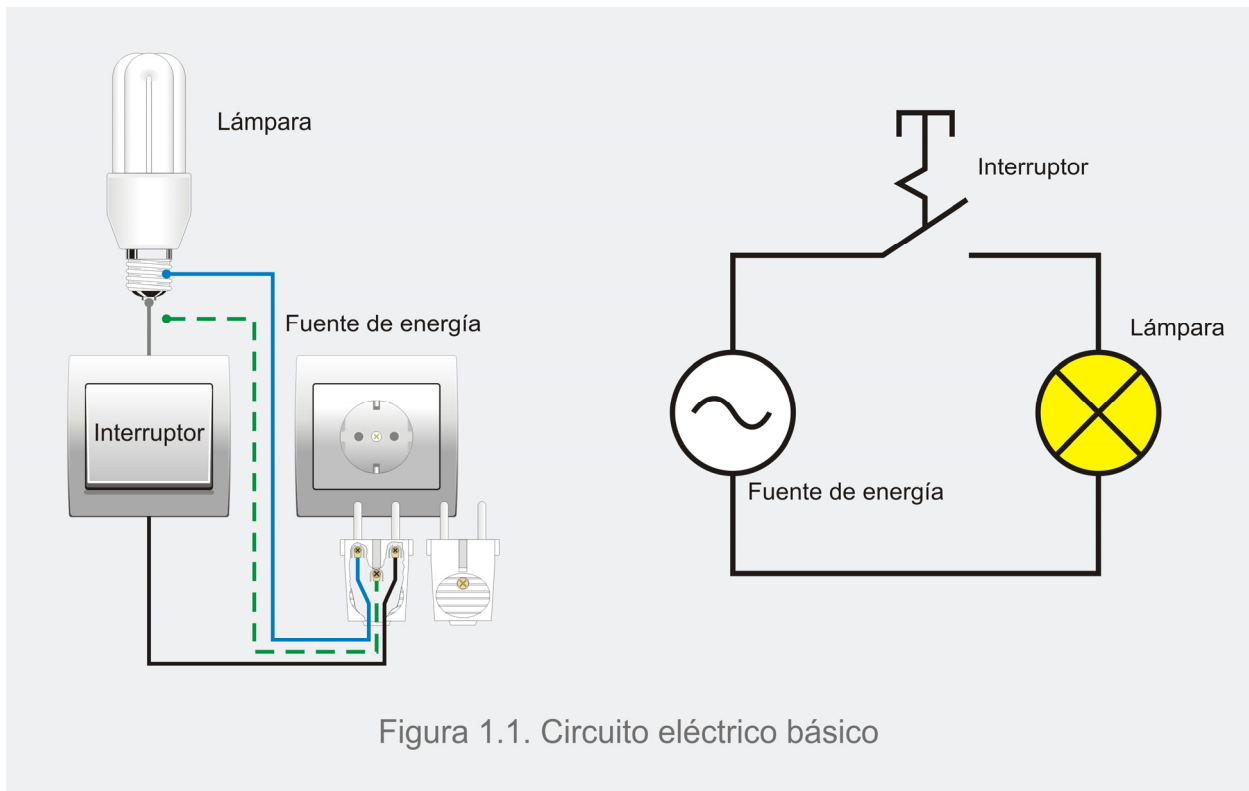 Lámpara
Interruptor
Fuente de energía
Lámpara
Interruptor
Fuente de energía
Figura 1.1. Circuito eléctrico básico